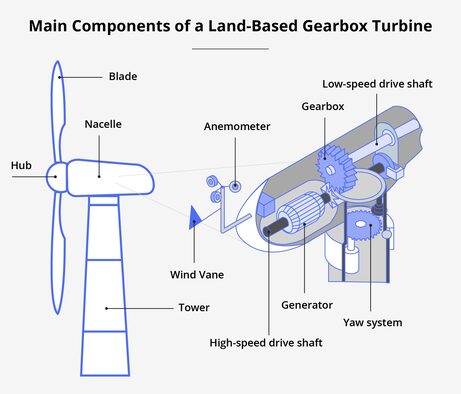 Main Components of a Land-Based Gearbox Turbine
Blade
Low-speed drive shaft
Gearbox
Nacelle
Anemometer
Hub
Wind Vane
Tower
Generator
Yaw system
High-speed drive shaft